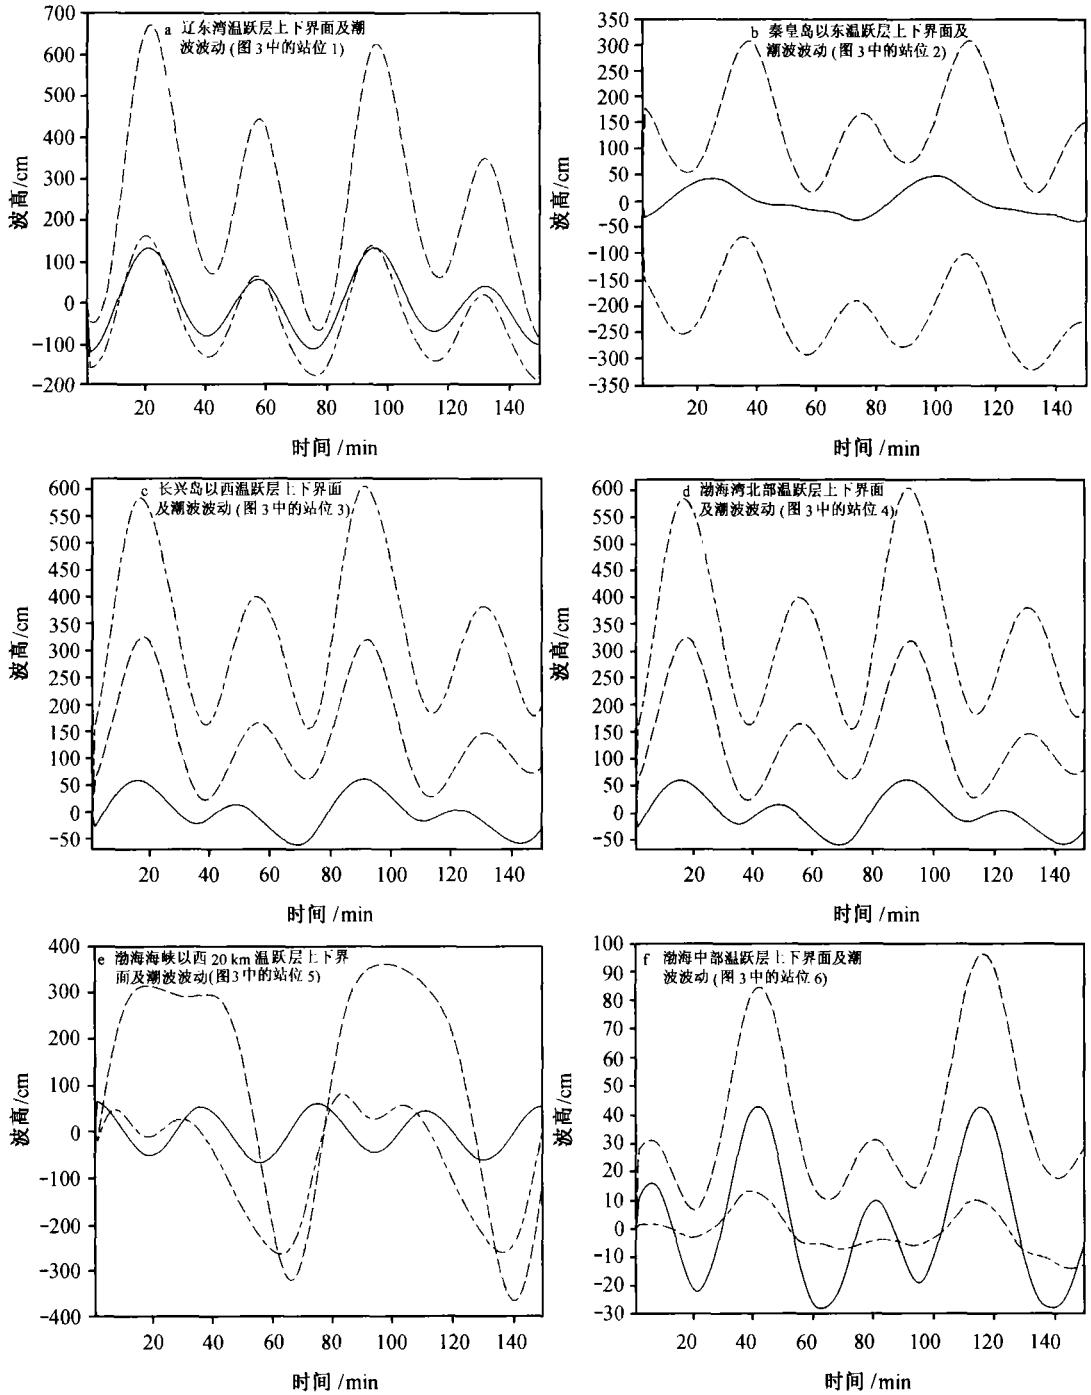 a 辽东湾温跃层上下界面及潮
波波动(图3中的站位1)
700
600
500
400
300
200
100
0
-100
-200
波高/cm
20 40 60 80 100 120 140
时间/min
b 秦皇岛以东温跃层界面及
潮波波动(图3中的站位2)
350
300
250
200
150
100
50
0
-50
-100
-150
-200
-250
-300
-350
波高/cm
20 40 60 80 100 120 140
时间/min
c 长兴岛以西温跃层上下界面
及潮波波动(图3中的站位3)
600
550
500
450
400
350
300
250
200
150
100
50
0
-50
波高/cm
20 40 60 80 100 120 140
时间/min
d 渤海湾北部温跃层上下界面
及潮波波动(图3中的站位4)
600
550
500
450
400
350
300
250
200
150
100
50
0
-50
波高/cm
20 40 60 80 100 120 140
时间/min
e 渤海海峡以西20 km温跃层上下界
面及潮波波动(图3中的站位5)
400
300
200
100
0
-100
-200
-300
-400
波高/cm
20 40 60 80 100 120 140
时间/min
f 渤海中部温跃层上下界面及潮
波波动(图3中的站位6)
100
90
80
70
60
50
40
30
20
10
0
-10
-20
-30
波高/cm
20 40 60 80 100 120 140
时间/min